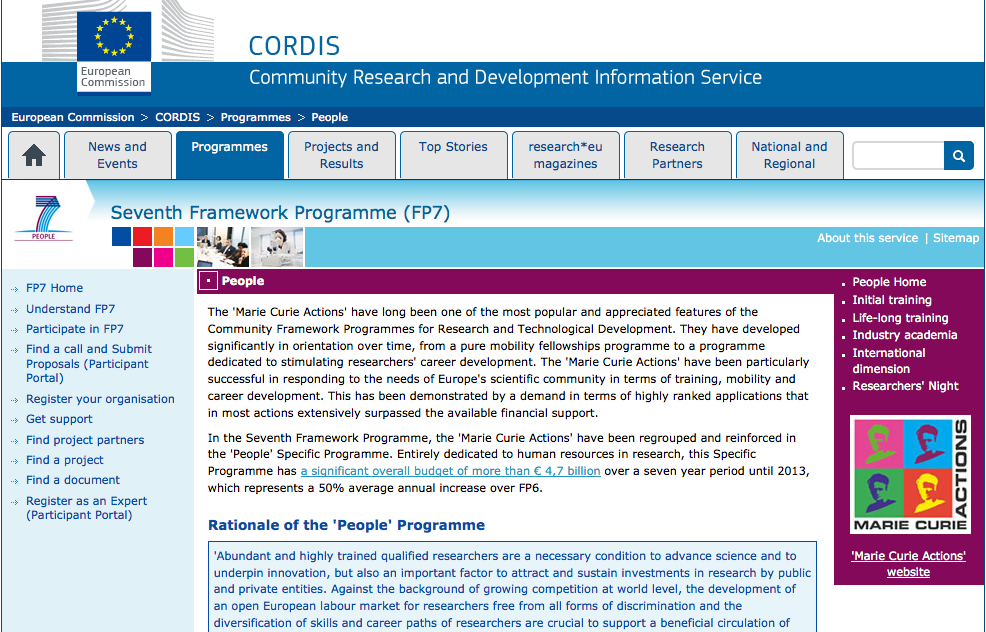 European
Commission
CORDIS
Community Research and Development Information Service
European Commission > CORDIS > Programmes > People
News and
Events
Programmes
Projects and
Results
Top Stories
research*eu
magazines
Research
Partners
National and
Regional
7
PEOPLE
Seventh Framework Programme (FP7)
About this service | Sitemap
FP7 Home
Understand FP7
Participate in FP7
Find a call and Submit
Proposals (Participant
Portal)
Register your organisation
Get support
Find project partners
Find a project
Find a document
Register as an Expert
(Participant Portal)
People
The 'Marie Curie Actions' have long been one of the most popular and appreciated features of the
Community Framework Programmes for Research and Technological Development. They have developed
significantly in orientation over time, from a pure mobility fellowships programme to a programme
dedicated to stimulating researchers' career development. The 'Marie Curie Actions' have been particularly
successful in responding to the needs of Europe's scientific community in terms of training, mobility and
career development. This has been demonstrated by a demand in terms of highly ranked applications that
in most actions extensively surpassed the available financial support.
In the Seventh Framework Programme, the 'Marie Curie Actions' have been regrouped and reinforced in
the 'People' Specific Programme. Entirely dedicated to human resources in research, this Specific
Programme has a significant overall budget of more than € 4,7 billion over a seven year period until 2013,
which represents a 50% average annual increase over FP6.
Rationale of the 'People' Programme
'Abundant and highly trained qualified researchers are a necessary condition to advance science and to
underpin innovation, but also an important factor to attract and sustain investments in research by public
and private entities. Against the background of growing competition at world level, the development of
an open European labour market for researchers free from all forms of discrimination and the
diversification of skills and career paths of researchers are crucial to support a beneficial circulation of
People Home
Initial training
Life-long training
Industry academia
International
dimension
Researchers' Night
MARIE CURIE
ACTIONS
'Marie Curie Actions'
website